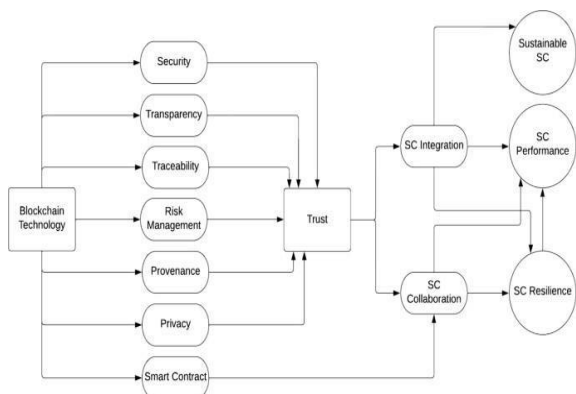 Security
Transparency
Traceability
Blockchain
Technology
Risk
Management
Provenance
Privacy
Smart Contract
Trust
SC Integration
SC
Collaboration
Sustainable
SC
SC
Performance
SC Resilience